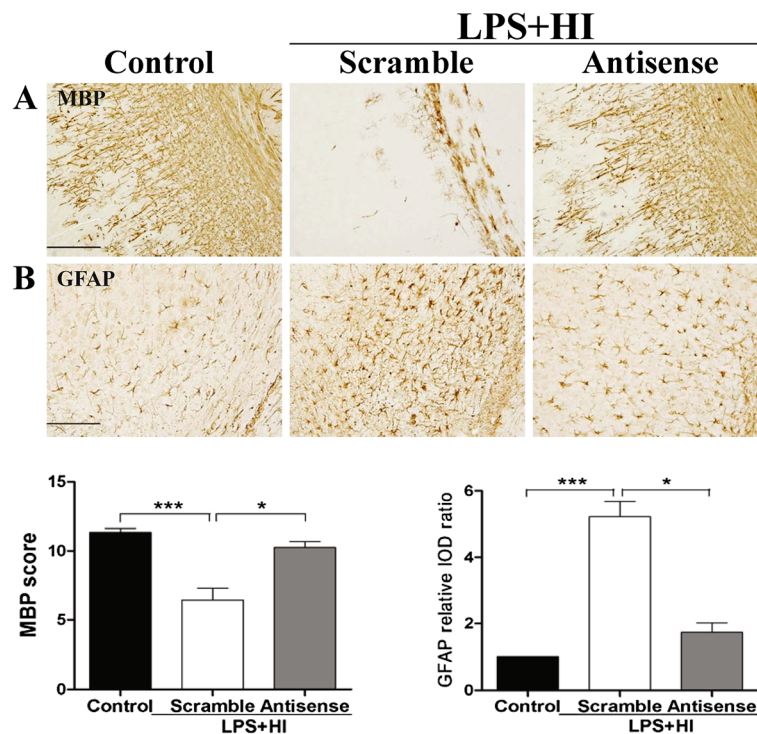 LPS+HI
Control Scramble Antisense
A MBP
B GFAP
15
10
5
0
MBP score
*** *
Control Scramble Antisense
LPS+HI
6
4
2
0
GFAP relative IOD ratio
*** *
Control Scramble Antisense
LPS+HI